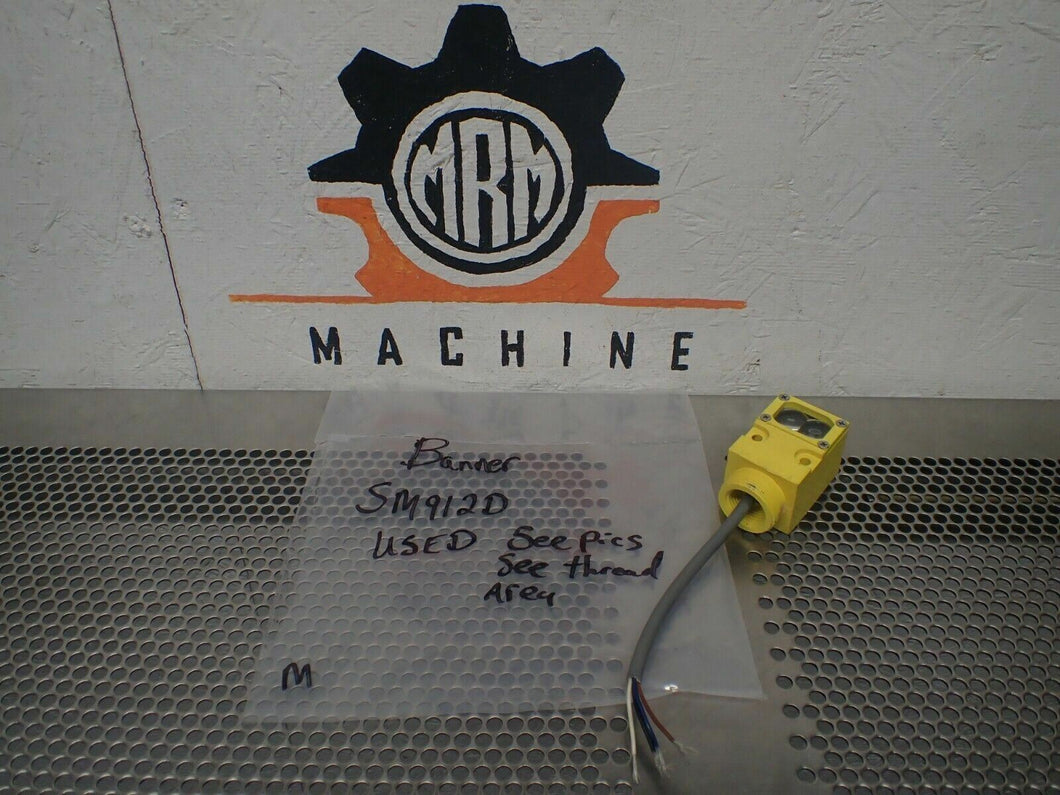 MRM
MACHINE
Banner
SM912D
USED See pics
See thread
Area
M